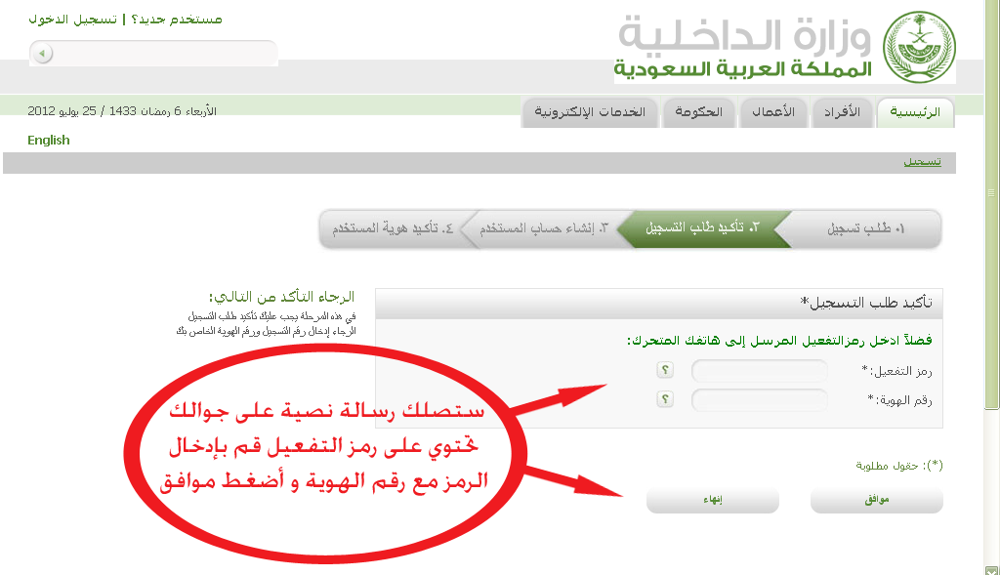 مستخدم جديد؟ | تسجيل الدخول
وزارة الداخلية
المملكة العربية السعودية
الرئيسية
الأفراد
الأعمال
الحكومة
الخدمات الإلكترونية
الأربعاء 6 رمضان 1433 / 25 يوليو 2012
English
تسجيل
٠١ طلب تسجيل
٠٢ تأكيد طلب التسجيل
٠٣ إنشاء حساب المستخدم
٠٤ تأكيد هوية المستخدم
تأكيد طلب التسجيل*
فضلاً ادخل رمزالتفعيل المرسل إلى هاتفك المتحرك:
رمز التفعيل:*
؟
رقم الهوية:*
؟
الرجاء التأكد من التالي:
في هذه المرحلة يجب عليك تأكيد طلب التسجيل
الرجاء إدخال رقم التسجيل ورقم الهوية الخاص بك
ستصلك رسالة نصية على جوالك
تحتوي على رمز التفعيل قم بإدخال
الرمز مع رقم الهوية و أضغط موافق
(*): حقول مطلوبة
موافق
إنهاء